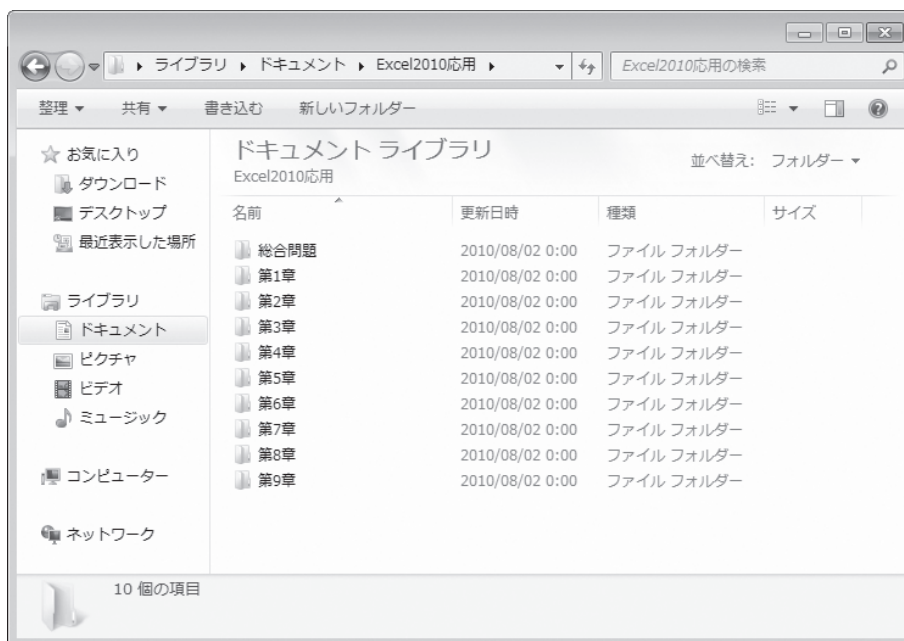 ライブラリ ▸ ドキュメント ▸ Excel2010応用 ▸
Excel2010応用の検索
整理 ▼ 共有 ▼ 書き込む 新しいフォルダー
お気に入り
ダウンロード
デスクトップ
最近表示した場所
ライブラリ
ドキュメント
ピクチャ
ビデオ
ミュージック
コンピューター
ネットワーク
ドキュメント ライブラリ
Excel2010応用
並べ替え: フォルダー ▼
名前 更新日時 種類 サイズ
総合問題 2010/08/02 0:00 ファイル フォルダー
第1章 2010/08/02 0:00 ファイル フォルダー
第2章 2010/08/02 0:00 ファイル フォルダー
第3章 2010/08/02 0:00 ファイル フォルダー
第4章 2010/08/02 0:00 ファイル フォルダー
第5章 2010/08/02 0:00 ファイル フォルダー
第6章 2010/08/02 0:00 ファイル フォルダー
第7章 2010/08/02 0:00 ファイル フォルダー
第8章 2010/08/02 0:00 ファイル フォルダー
第9章 2010/08/02 0:00 ファイル フォルダー
10 個の項目